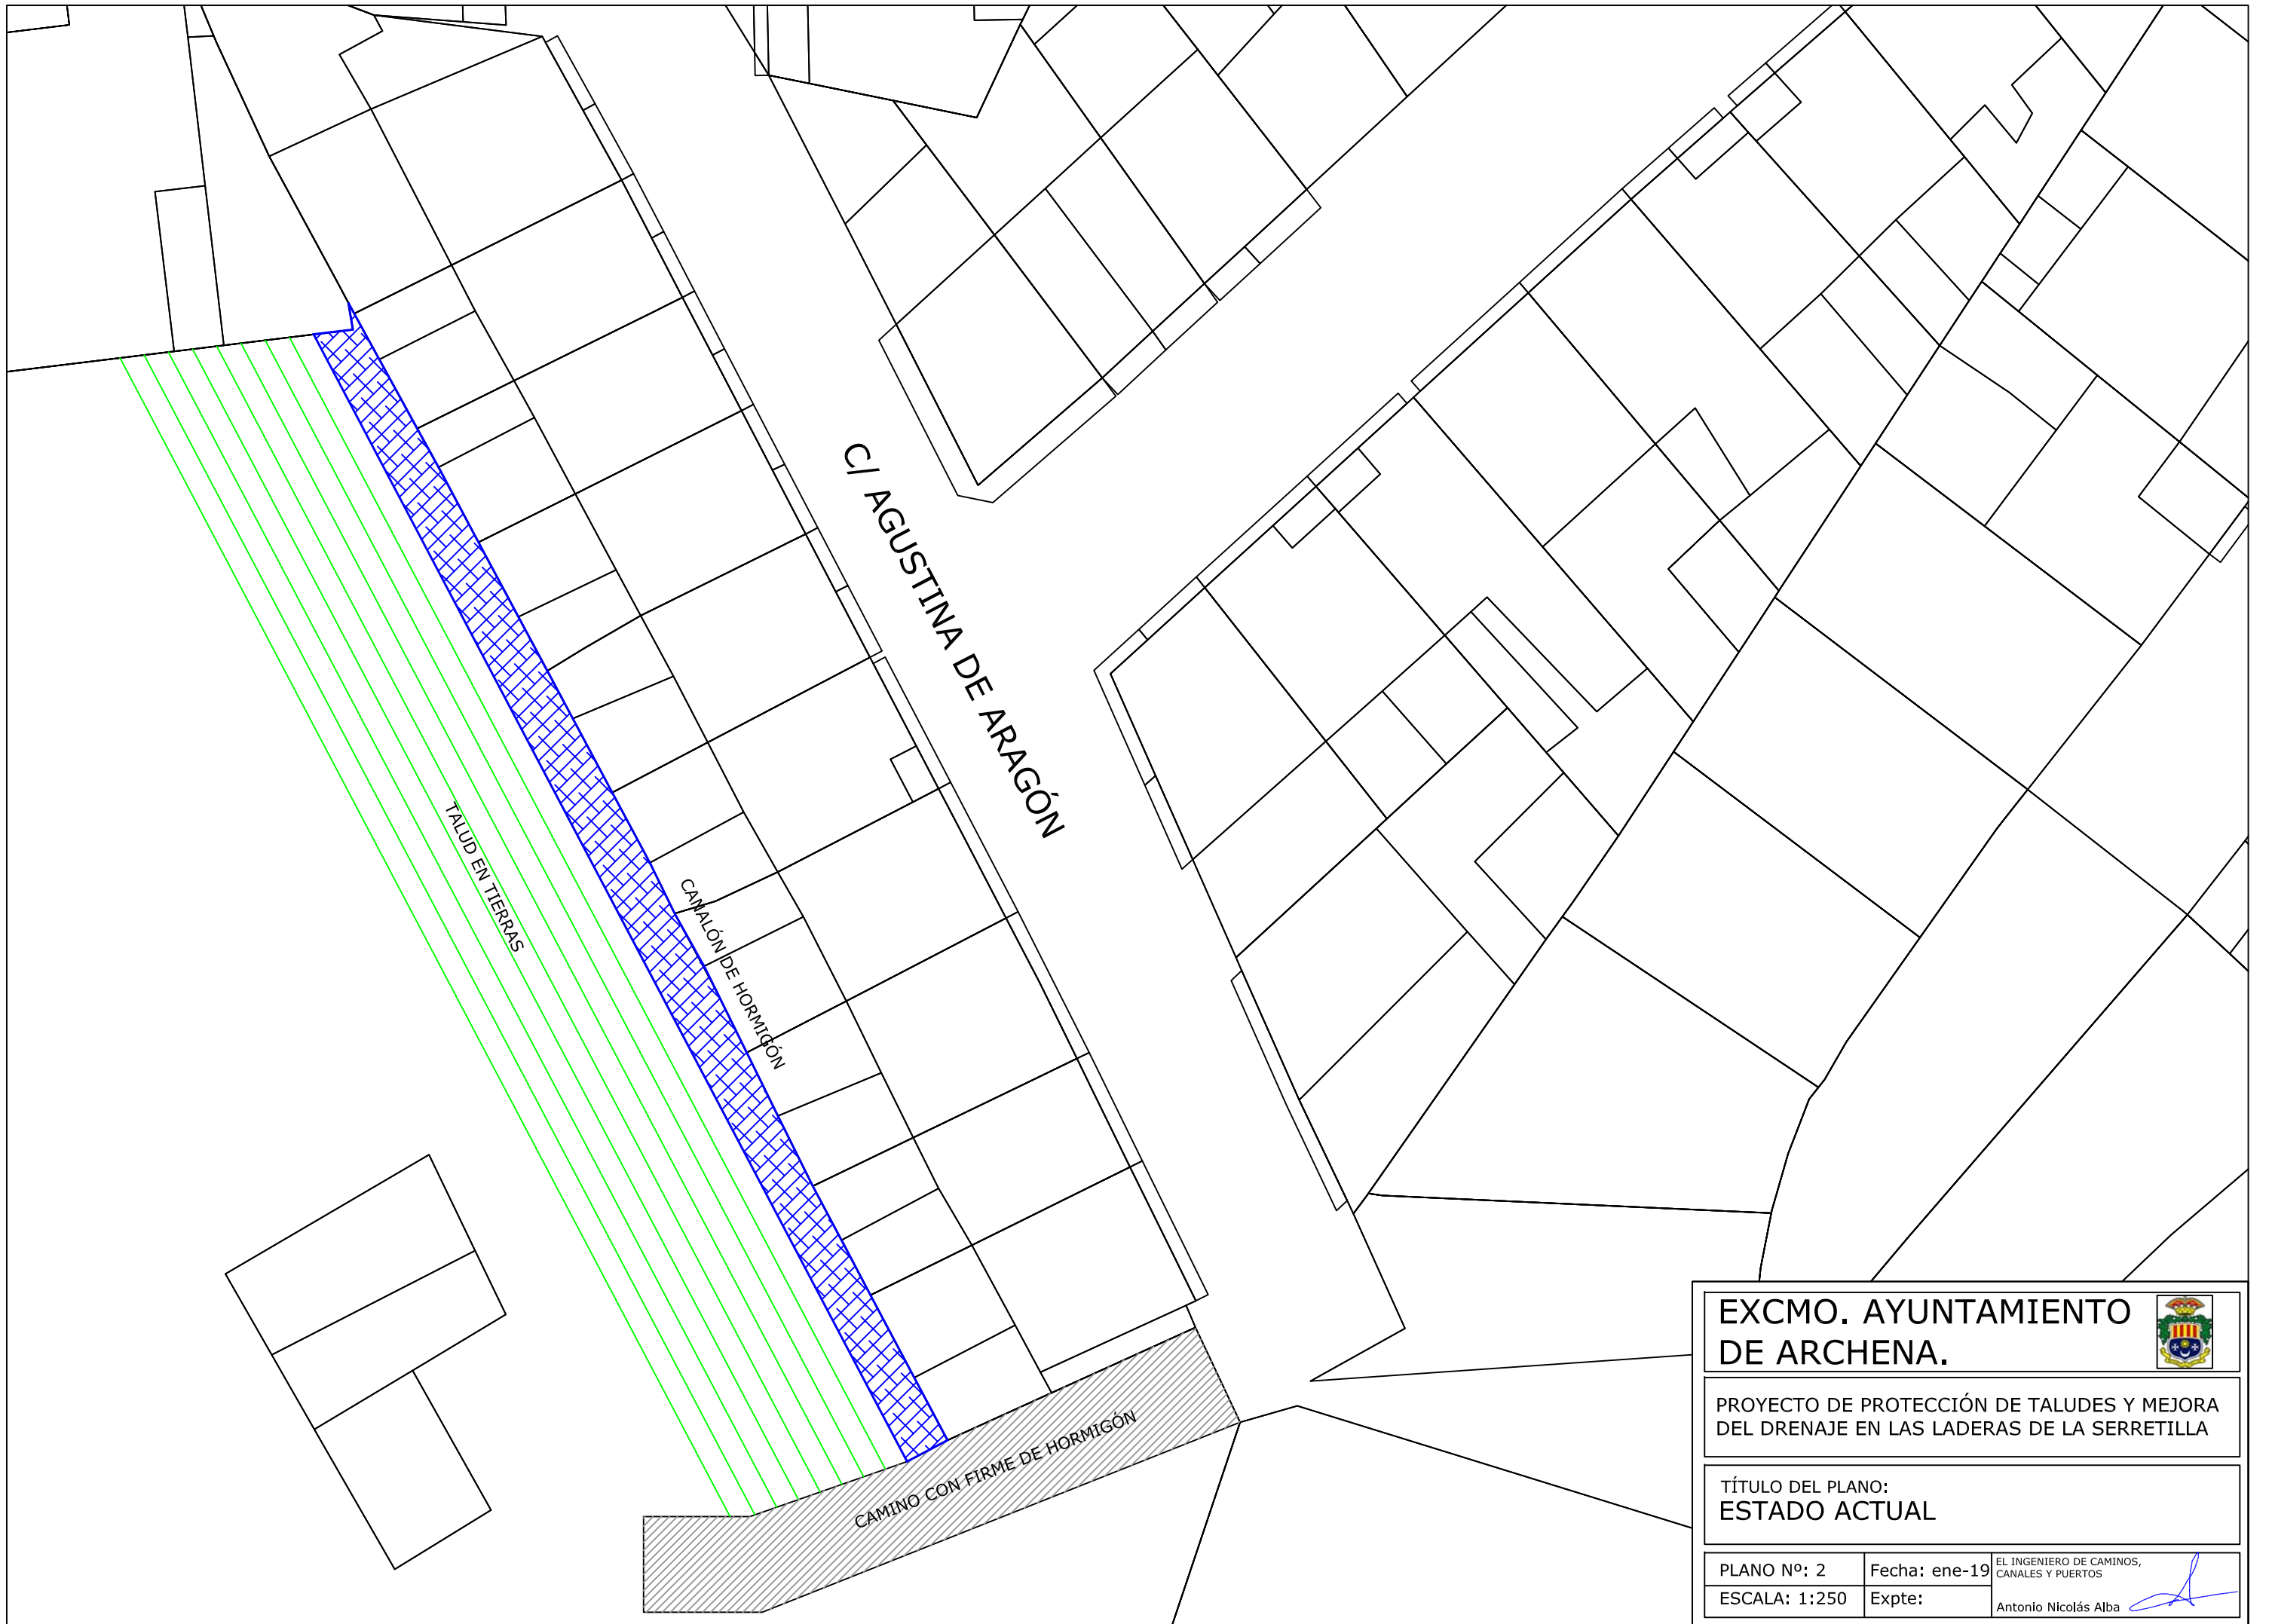 C/ AGUSTINA DE ARAGÓN
TALUD EN TIERRAS
CAMALÓN DE HORMIGÓN
CAMINO CON FIRME DE HORMIGÓN
EXCMO. AYUNTAMIENTO
DE ARCHENA.
PROYECTO DE PROTECCIÓN DE TALUDES Y MEJORA
DEL DRENAJE EN LAS LADERAS DE LA SERRETILLA
TÍTULO DEL PLANO:
ESTADO ACTUAL
PLANO Nº: 2
Fecha: ene-19
ESCALA: 1:250
Expte:
EL INGENIERO DE CAMINOS,
CANALES Y PUERTOS
Antonio Nicolás Alba